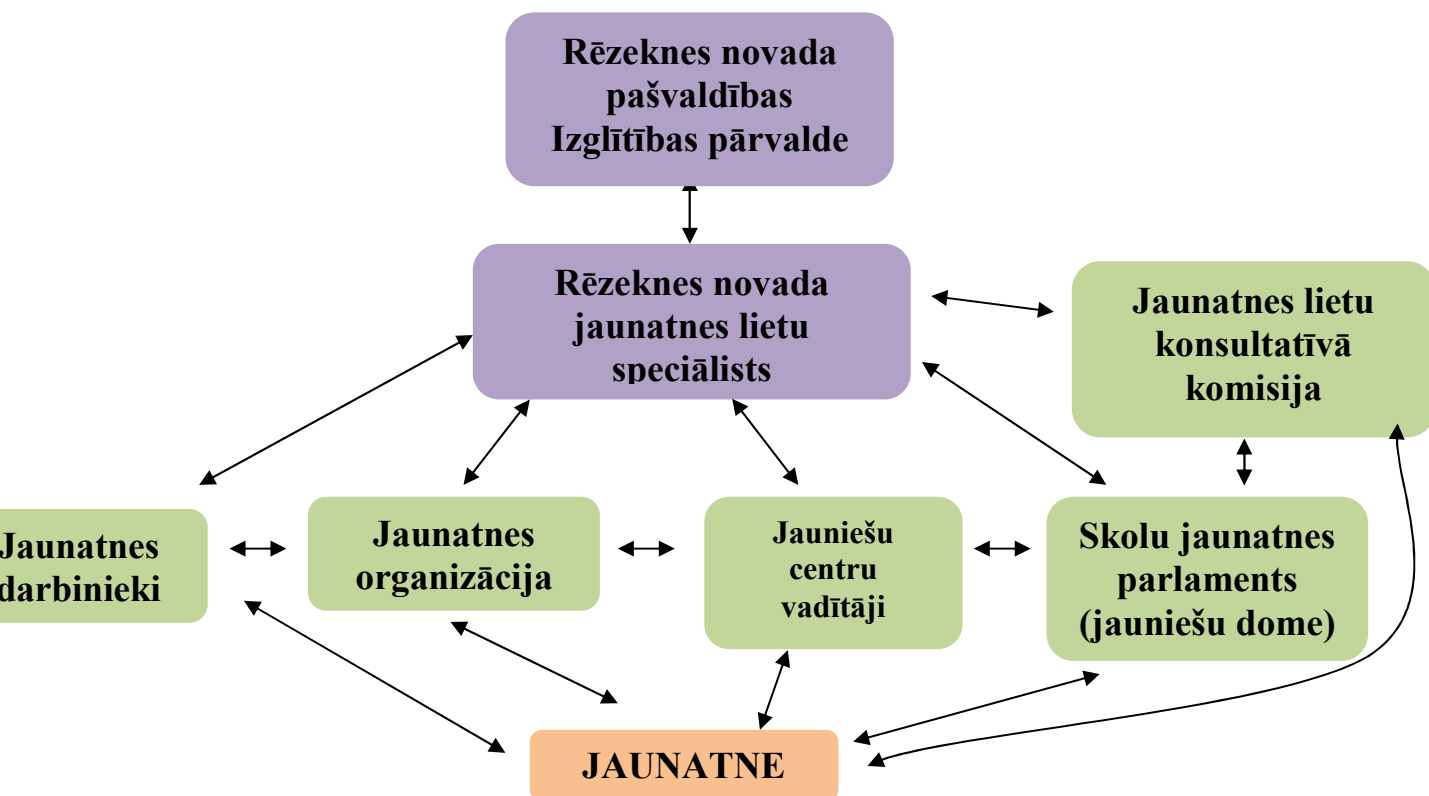 Rēzeknes novada
pašvaldības
Izglītības pārvalde
Rēzeknes novada
jaunatnes lietu
speciālists
Jaunatnes lietu
konsultatīvā
komisija
Jaunatnes
darbinieki
Jaunatnes
organizācija
Jauniešu
centru
vadītāji
Skolu jaunatnes
parlaments
(jauniešu dome)
JAUNATNE